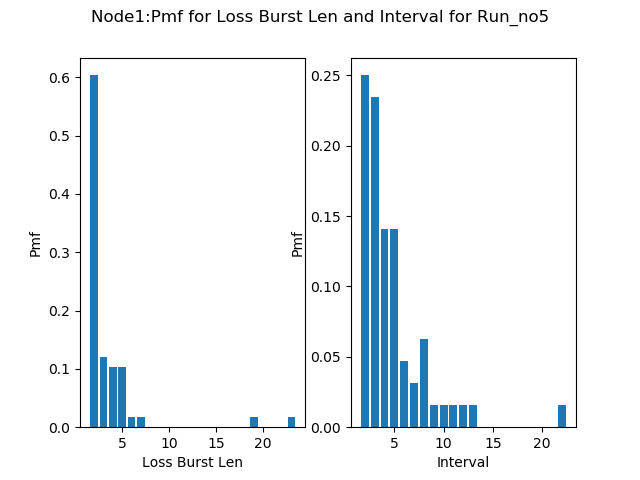 Node1:Pmf for Loss Burst Len and Interval for Run_no5
0.6
0.5
0.4
0.3
0.2
0.1
0.0
Pmf
5 10 15 20
Loss Burst Len
0.25
0.20
0.15
0.10
0.05
0.00
Pmf
5 10 15 20
Interval